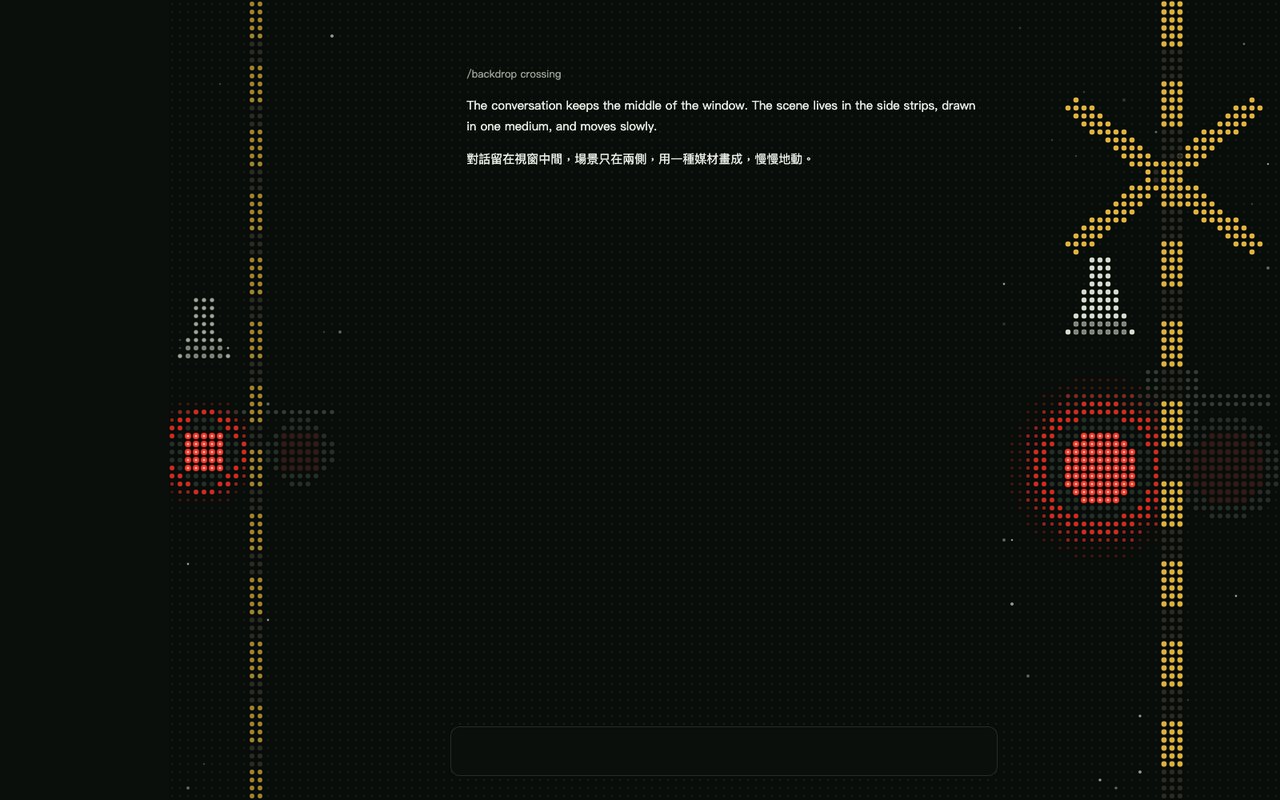 /backdrop crossing
The conversation keeps the middle of the window. The scene lives in the side strips, drawn
in one medium, and moves slowly.
對話留在視窗中間，場景只在兩側，用一種媒材畫成，慢慢地動。